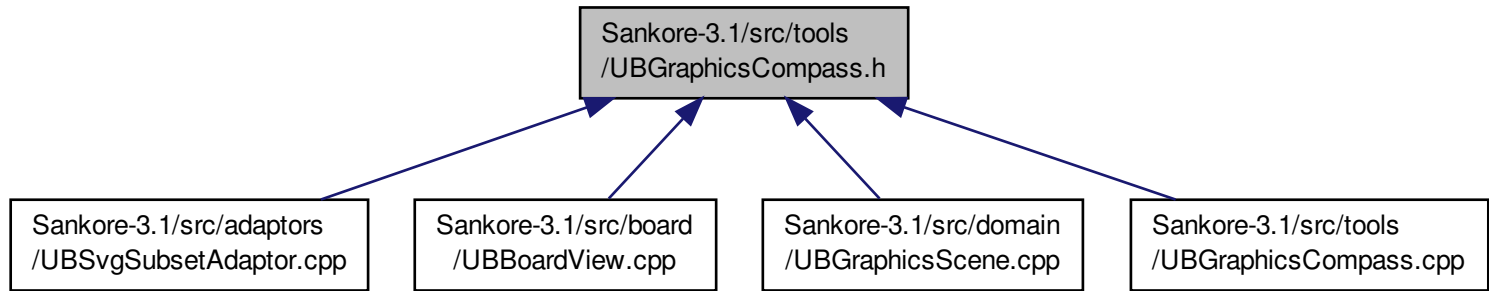 Sankore-3.1/src/tools
/UBGraphicsCompass.h
Sankore-3.1/src/adaptors
/UBSvgSubsetAdaptor.cpp
Sankore-3.1/src/board
/UBBoardView.cpp
Sankore-3.1/src/domain
/UBGraphicsScene.cpp
Sankore-3.1/src/tools
/UBGraphicsCompass.cpp